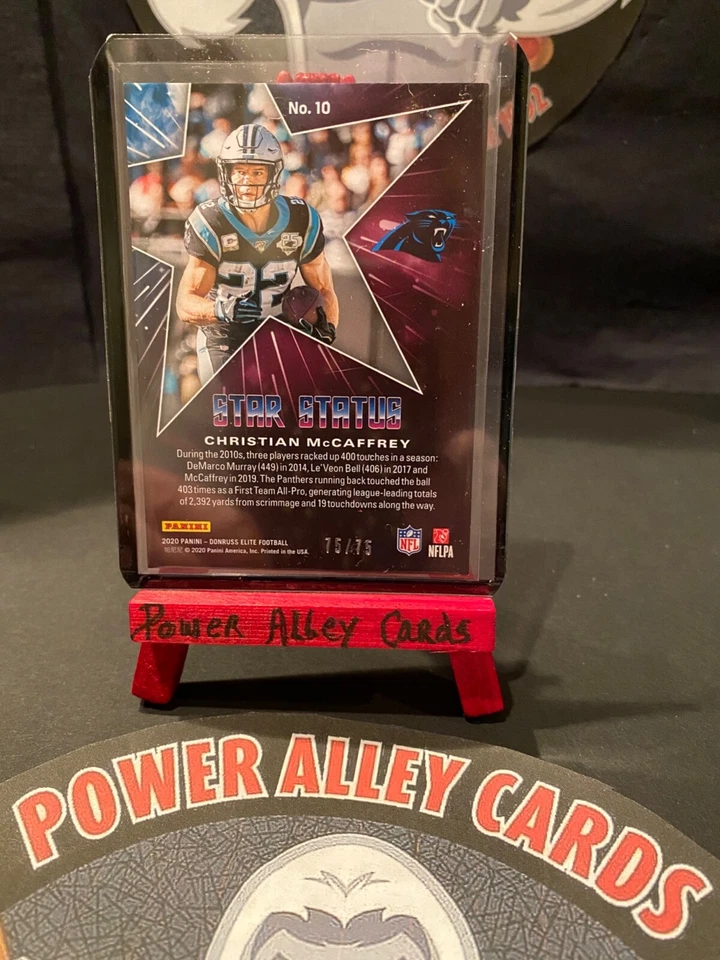 No. 10
22
STAR STATUS
CHRISTIAN McCAFFREY
During the 2010s, three players racked up 400 touches in a season:
DeMarco Murray (449) in 2014, Le'Veon Bell (406) in 2017 and
McCaffrey in 2019. The Panthers running back touched the ball
403 times as a First Team All-Pro, generating league-leading totals
of 2,392 yards from scrimmage and 19 touchdowns along the way.
PANINI
2020 PANINI – DONRUSS ELITE FOOTBALL
© 2020 Panini America, Inc. Printed in the USA.
75/75
NFL
NFLPA
Power Alley Cards
POWER ALLEY CARDS